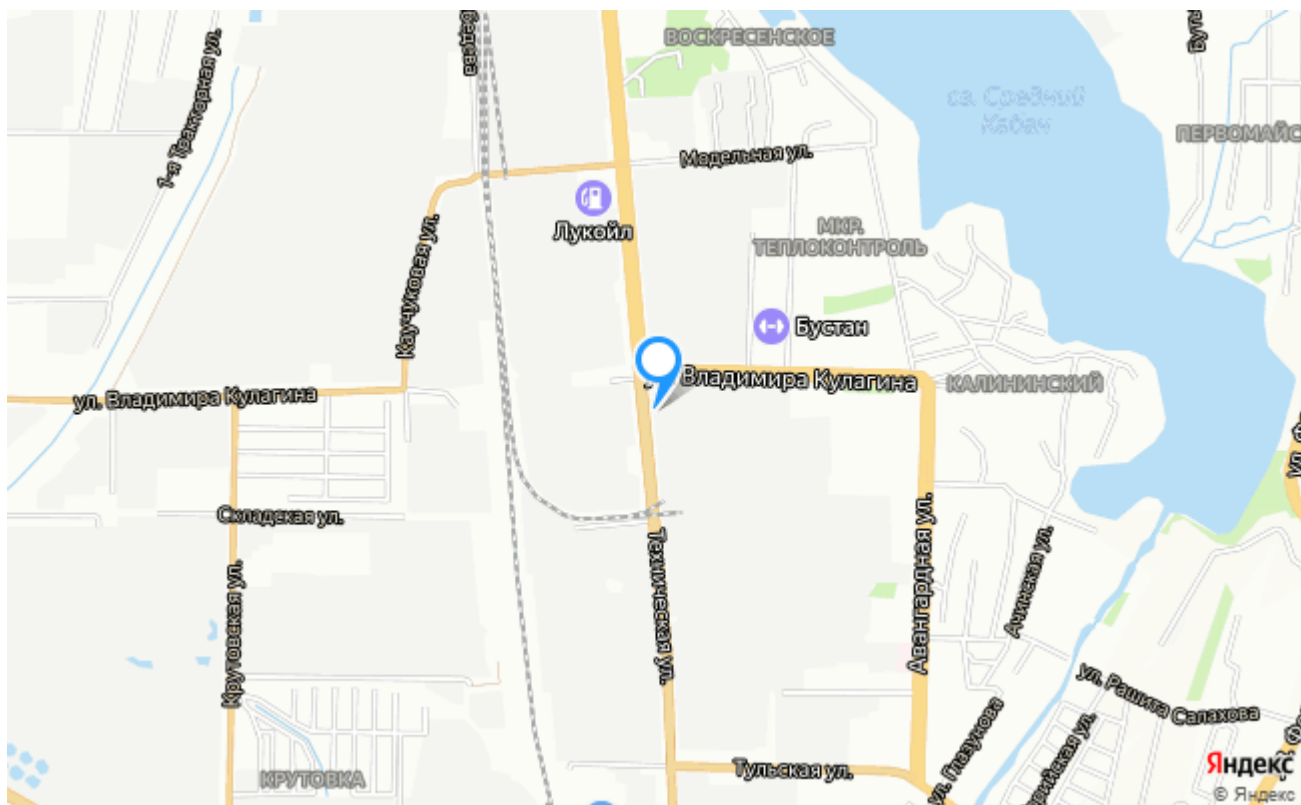 ВОСКРЕСЕНСКОЕ
1-я Тракторная ул.
оз. Средний
Кабан
Модельная ул.
Лукойл
МКР.
ТЕПЛОКОНТРОЛЬ
Каучуковая ул.
Бустан
ул. Владимира Кулагина
Владимира Кулагина
КАЛИНИНСКИЙ
Складская ул.
Техническая ул.
Крутовская ул.
Авангардная ул.
Ачинская ул.
ул. Рашита Салахова
ул. Глазунова
КРУТОВКА
Тульская ул.
Яндекс
© Яндекс